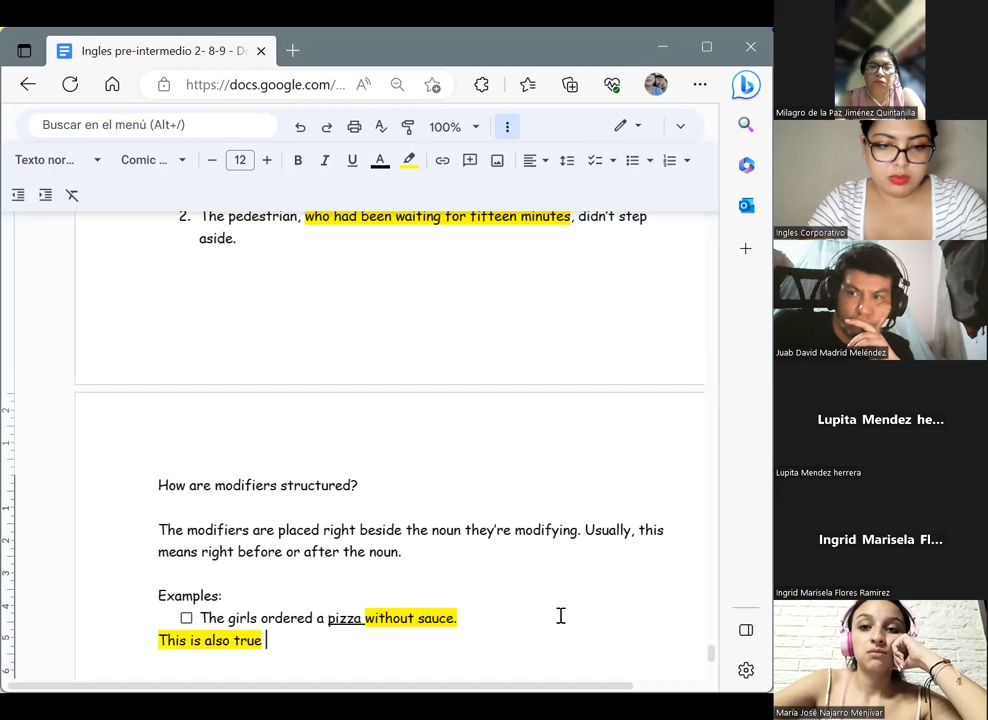 Ingles pre-intermedio 2- 8-9 - Do
https://docs.google.com/...
Buscar en el menú (Alt+/)
100%
Texto nor...
Comic ...
12
2. The pedestrian, who had been waiting for fifteen minutes, didn't step
aside.
How are modifiers structured?
The modifiers are placed right beside the noun they're modifying. Usually, this
means right before or after the noun.
Examples:
The girls ordered a pizza without sauce.
This is also true
Milagro de la Paz Jiménez Quintanilla
Ingles Corporativo
Juab David Madrid Meléndez
Lupita Mendez he...
Lupita Mendez herrera
Ingrid Marisela Fl...
Ingrid Marisela Flores Ramirez
María José Najarro Menjivar